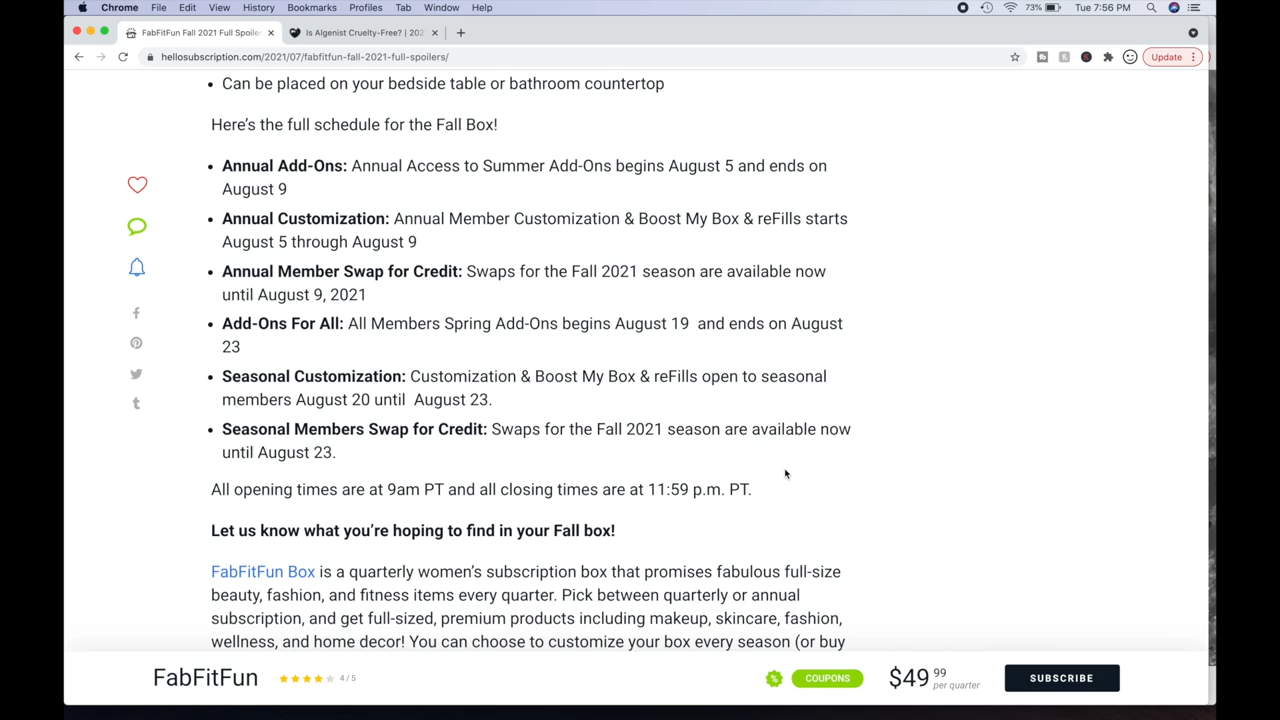 Chrome File Edit View History Bookmarks Profiles Tab Window Help 73% Tue 7:56 PM
FabFitFun Fall 2021 Full Spoile Is Algenist Cruelty-Free? | 202
hellosubscription.com/2021/07/fabfitfun-fall-2021-full-spoilers/ Update
• Can be placed on your bedside table or bathroom countertop
Here's the full schedule for the Fall Box!
• Annual Add-Ons: Annual Access to Summer Add-Ons begins August 5 and ends on
August 9
• Annual Customization: Annual Member Customization & Boost My Box & reFills starts
August 5 through August 9
• Annual Member Swap for Credit: Swaps for the Fall 2021 season are available now
until August 9, 2021
• Add-Ons For All: All Members Spring Add-Ons begins August 19 and ends on August
23
• Seasonal Customization: Customization & Boost My Box & reFills open to seasonal
members August 20 until August 23.
• Seasonal Members Swap for Credit: Swaps for the Fall 2021 season are available now
until August 23.
All opening times are at 9am PT and all closing times are at 11:59 p.m. PT.
Let us know what you're hoping to find in your Fall box!
FabFitFun Box is a quarterly women's subscription box that promises fabulous full-size
beauty, fashion, and fitness items every quarter. Pick between quarterly or annual
subscription, and get full-sized, premium products including makeup, skincare, fashion,
wellness, and home decor! You can choose to customize your box every season (or buy
FabFitFun 4 / 5 COUPONS $49 99 per quarter SUBSCRIBE